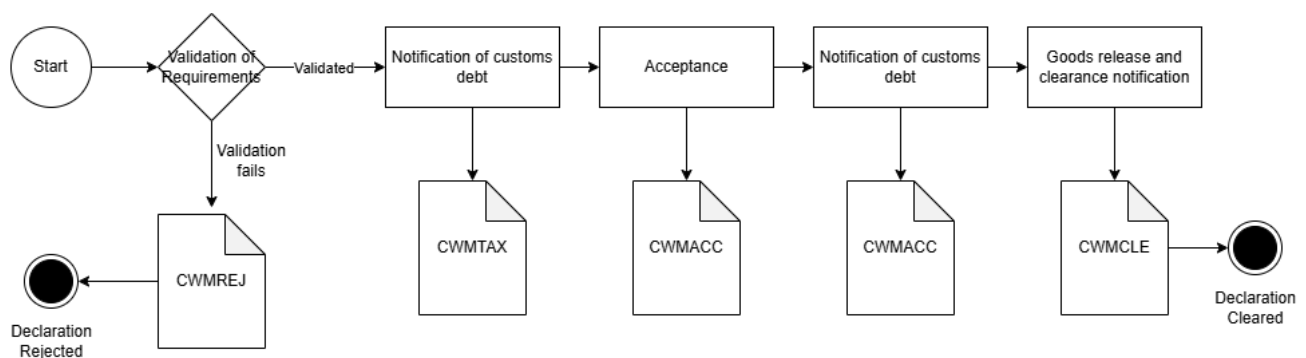 Start
Validation of
Requirements
Validated
Notification of customs
debt
Acceptance
Notification of customs
debt
Goods release and
clearance notification
Validation
fails
CWMREJ
CWMTAX
CWMACC
CWMACC
CWMCLE
Declaration
Rejected
Declaration
Cleared